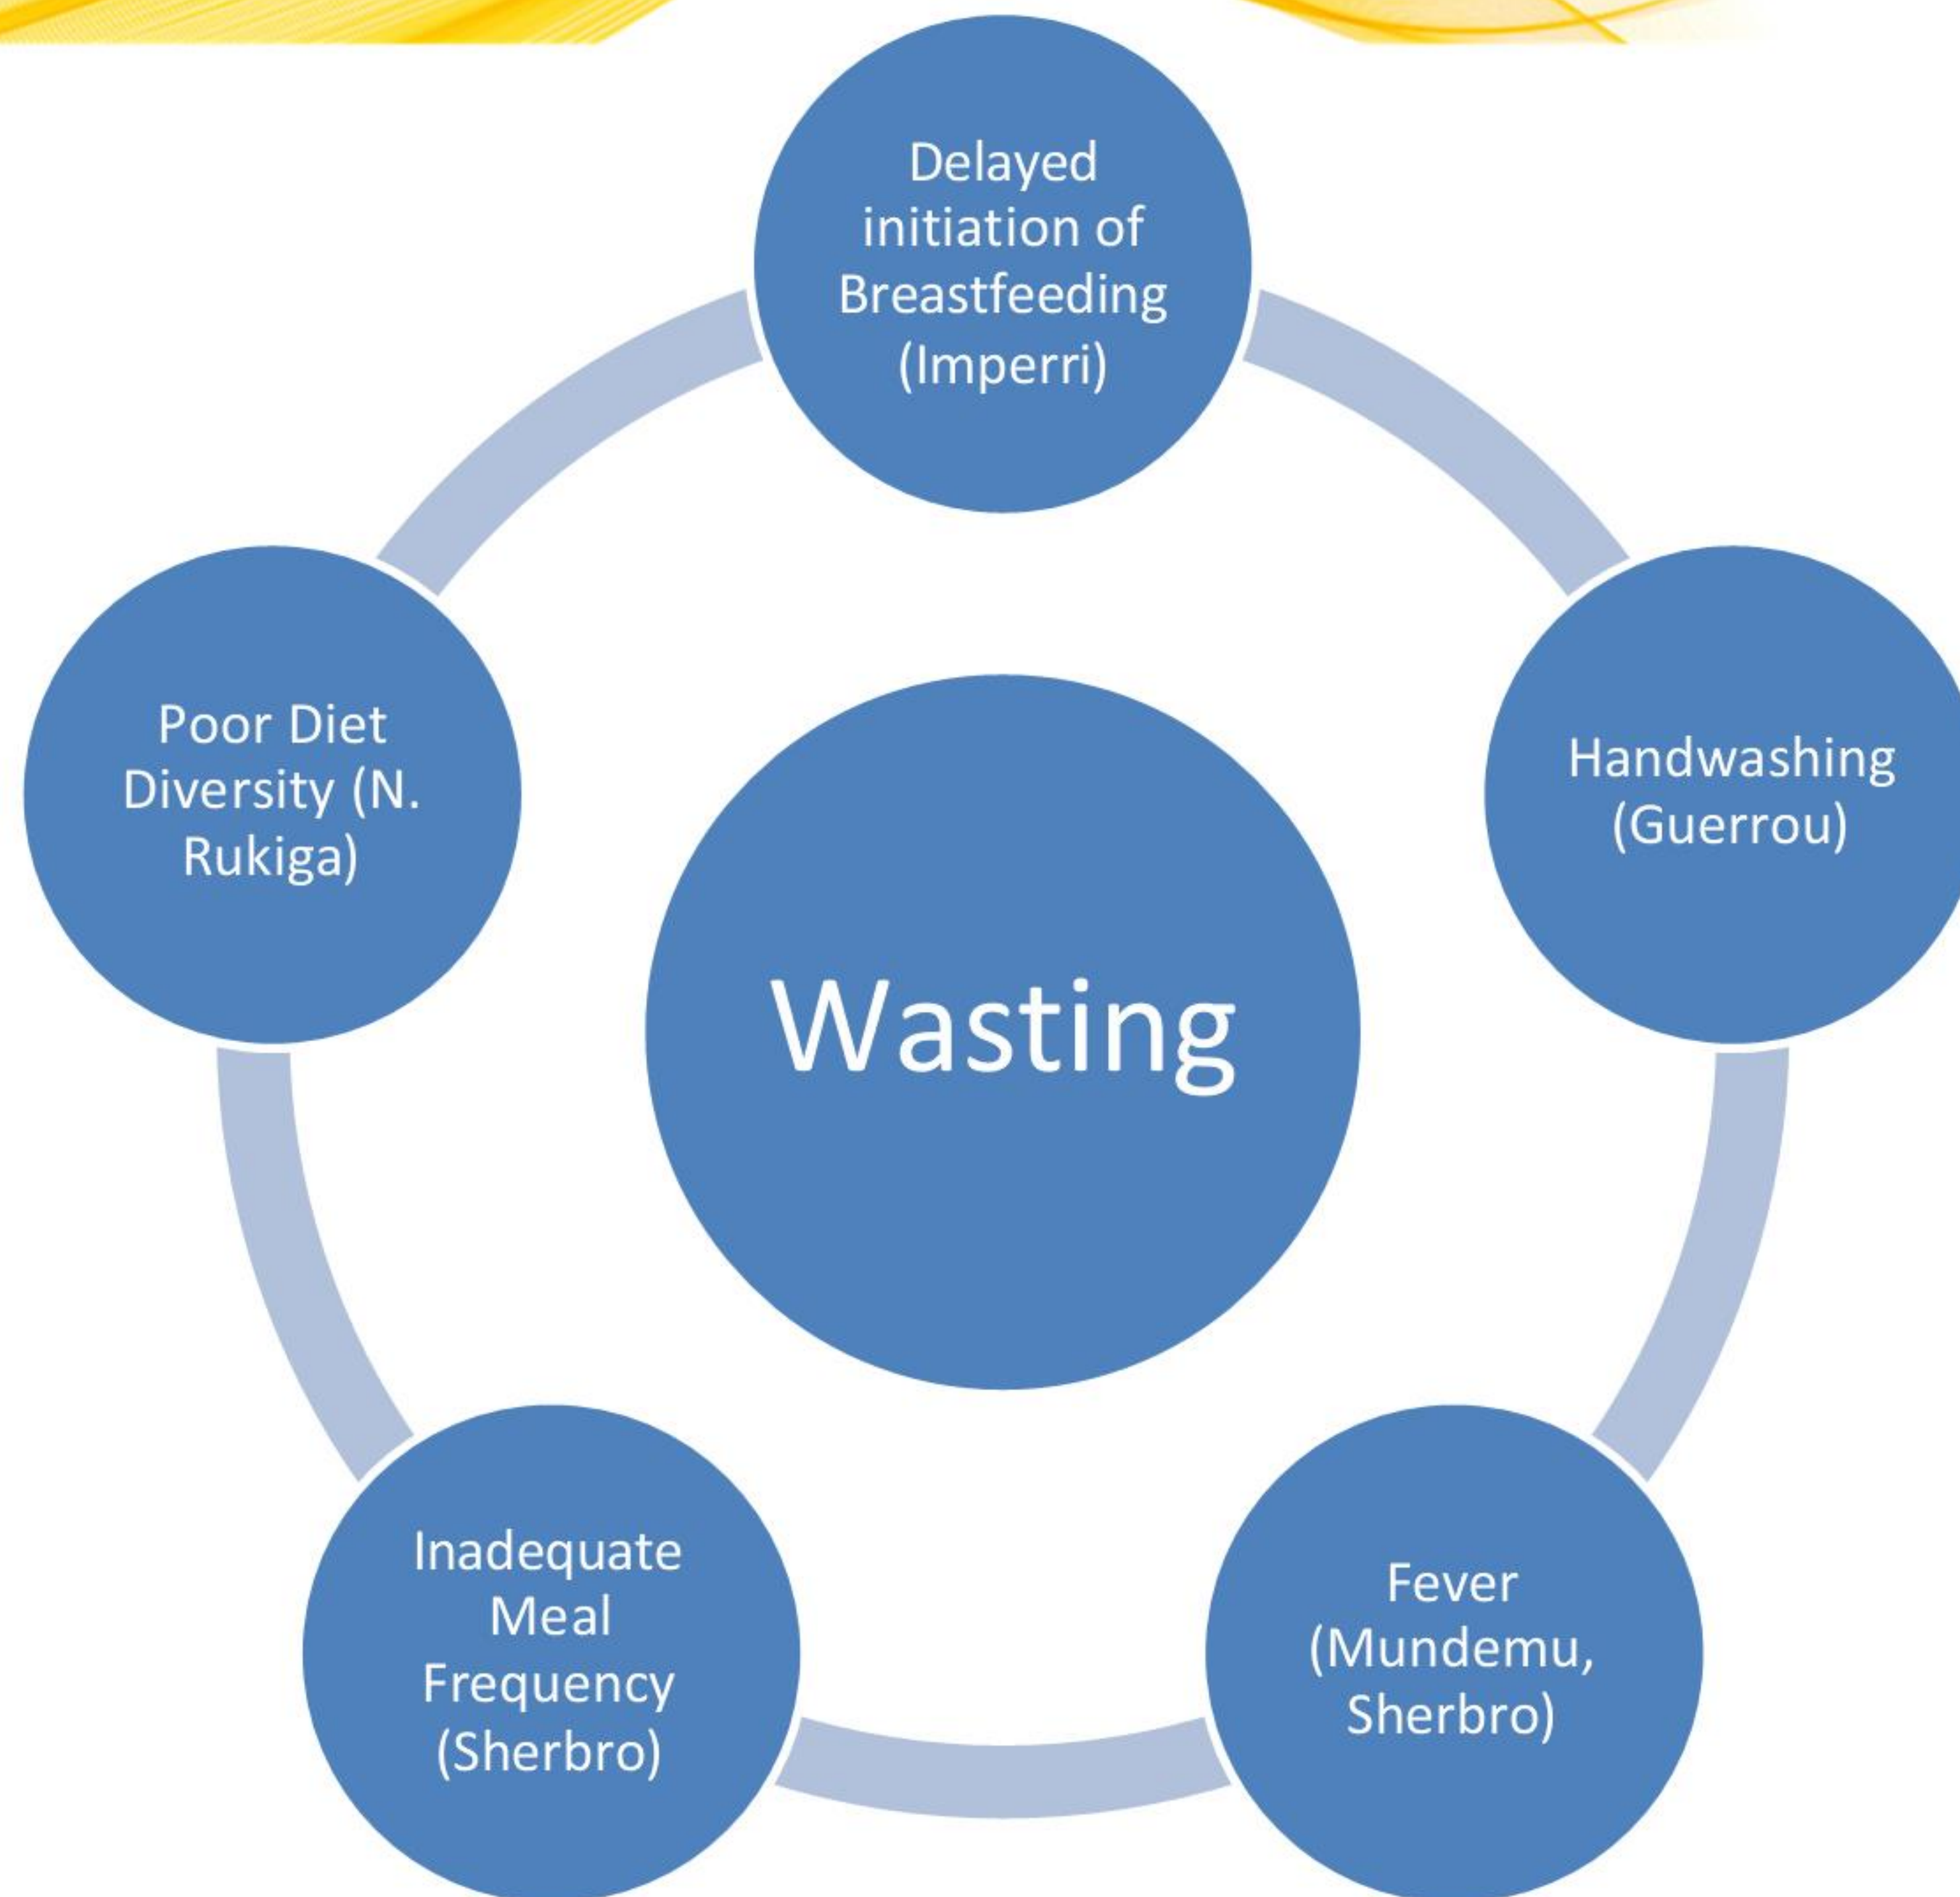 Delayed
initiation of
Breastfeeding
(Imperri)
Handwashing
(Guerrou)
Fever
(Mundemu,
Sherbro)
Inadequate
Meal
Frequency
(Sherbro)
Poor Diet
Diversity (N.
Rukiga)
Wasting